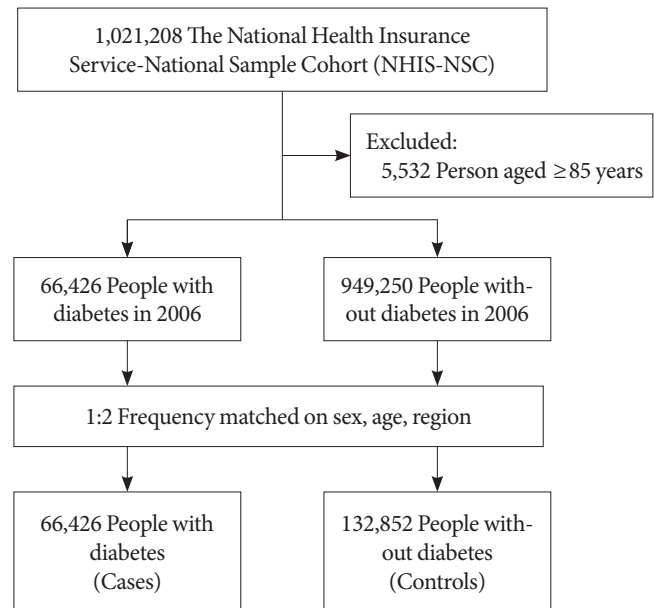 1,021,208 The National Health Insurance
Service-National Sample Cohort (NHIS-NSC)
Excluded:
5,532 Person aged ≥85 years
66,426 People with
diabetes in 2006
949,250 People with-
out diabetes in 2006
1:2 Frequency matched on sex, age, region
66,426 People with
diabetes
(Cases)
132,852 People with-
out diabetes
(Controls)